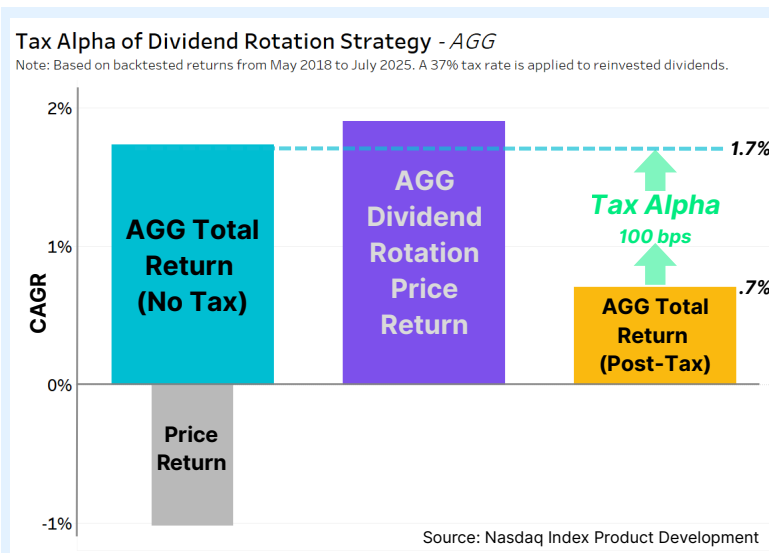 Tax Alpha of Dividend Rotation Strategy - AGG
Note: Based on backtested returns from May 2018 to July 2025. A 37% tax rate is applied to reinvested dividends.
2%
1%
0%
-1%
CAGR
AGG Total
Return
(No Tax)
Price
Return
AGG
Dividend
Rotation
Price
Return
1.7%
Tax Alpha
100 bps
.7%
AGG Total
Return
(Post-Tax)
Source: Nasdaq Index Product Development